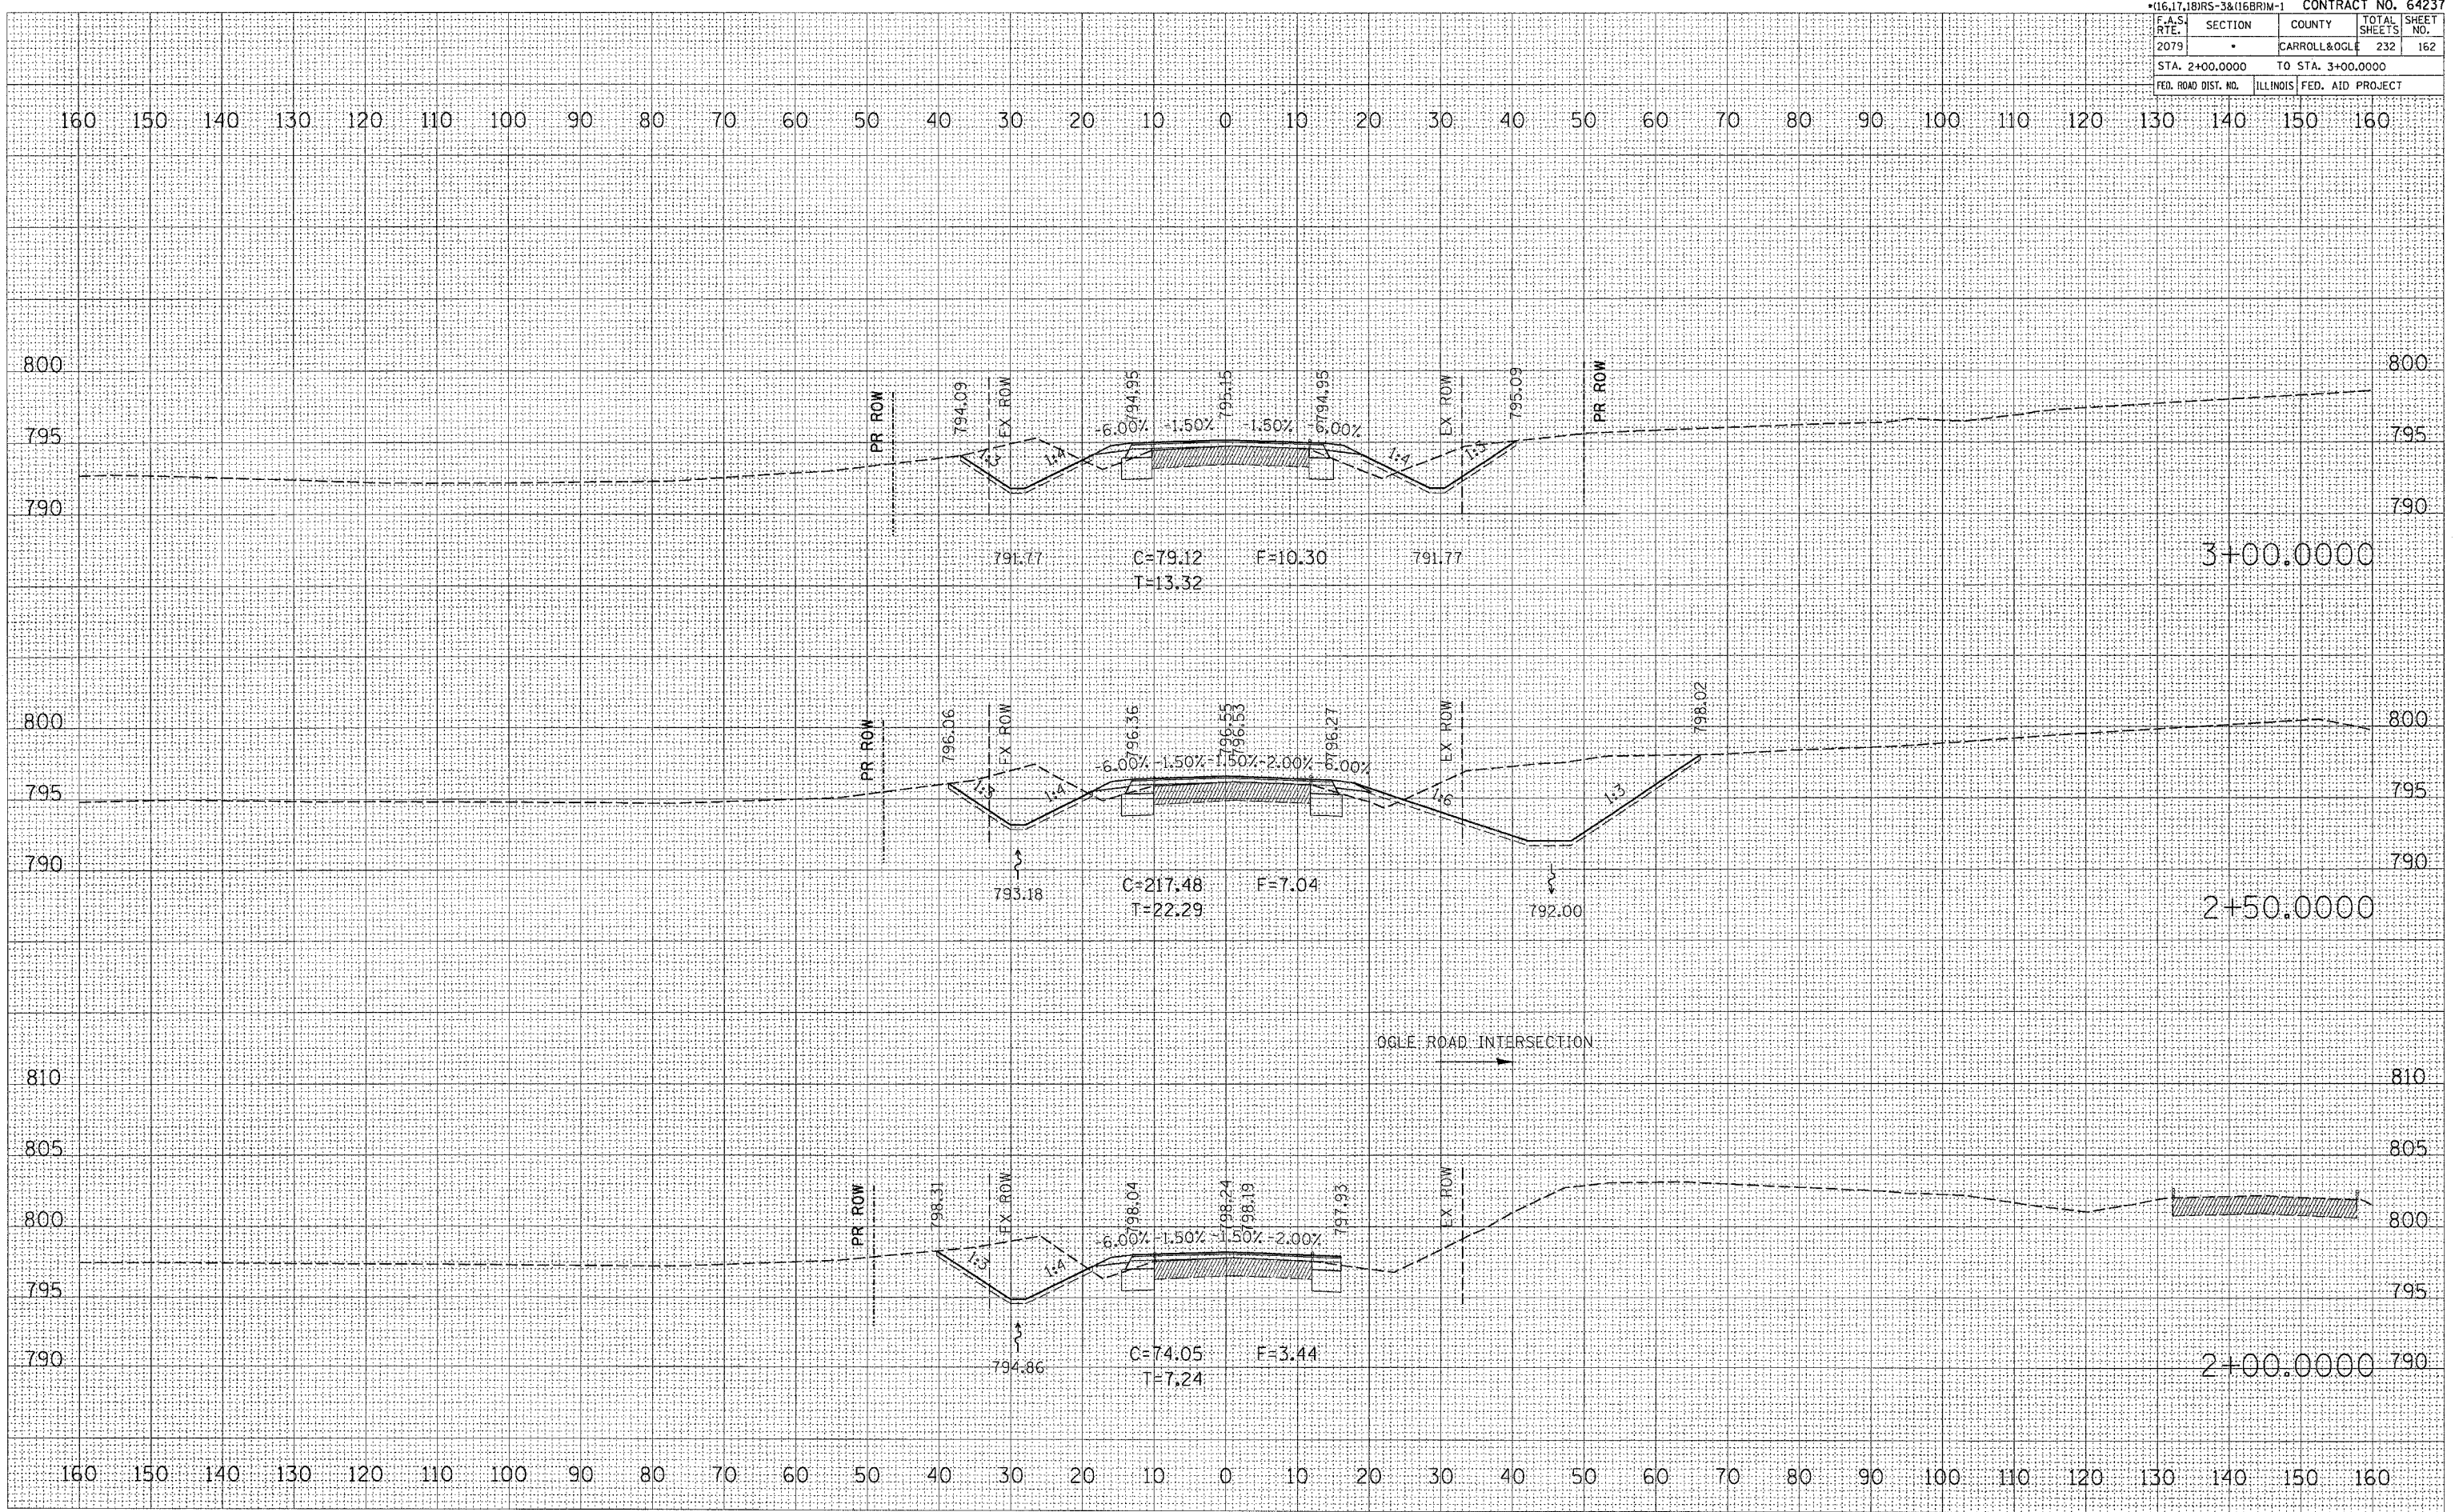 *(16,17,18)RS-3&(16BR)M-1 CONTRACT NO. 64237
F.A.S. RTE. SECTION COUNTY TOTAL SHEETS SHEET NO.
2079 * CARROLL&OGLE 232 162
STA. 2+00.0000 TO STA. 3+00.0000
FED. ROAD DIST. NO. ILLINOIS FED. AID PROJECT
160 150 140 130 120 110 100 90 80 70 60 50 40 30 20 10 0 10 20 30 40 50 60 70 80 90 100 110 120 130 140 150 160
800 800
PR ROW 794.09 EX ROW 794.95 795.15 794.95 EX ROW 795.09 PR ROW
-6.00% -1.50% -1.50% -6.00%
795 795
1:3 1:4 1:4 1:3
790 790
791.77 C=79.12 F=10.30 791.77 3+00.0000
T=13.32
800 800
PR ROW 796.06 EX ROW 796.36 796.55 796.53 796.27 EX ROW 798.02
-6.00% -1.50% -1.50% -2.00% -6.00%
795 795
1:3 1:4 1:6 1:3
790 790
793.18 C=217.48 F=7.04 792.00 2+50.0000
T=22.29
OGLE ROAD INTERSECTION
810 810
805 805
PR ROW 798.31 EX ROW 798.04 798.24 798.19 797.93 EX ROW
800 800
-6.00% -1.50% -1.50% -2.00%
1:3 1:4
795 795
790 794.86 C=74.05 F=3.44 2+00.0000 790
T=7.24
160 150 140 130 120 110 100 90 80 70 60 50 40 30 20 10 0 10 20 30 40 50 60 70 80 90 100 110 120 130 140 150 160